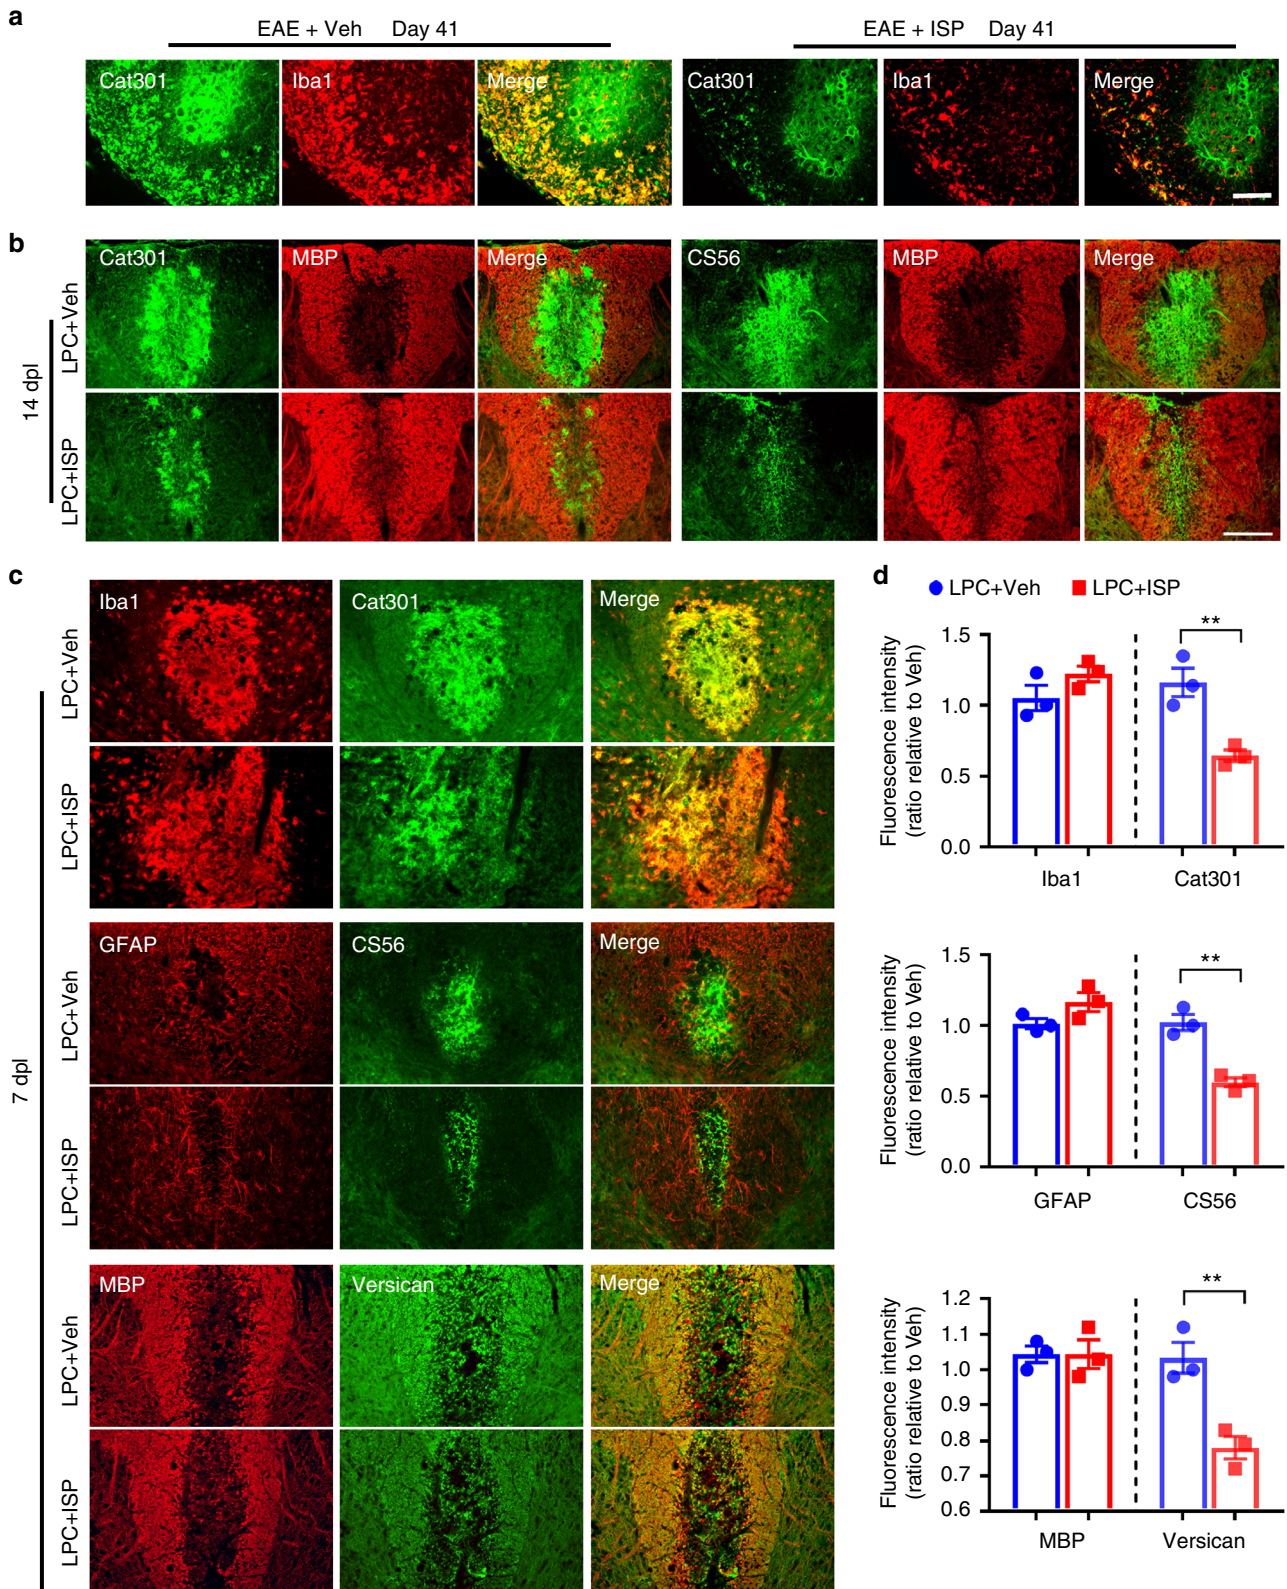 a
EAE + Veh Day 41
EAE + ISP Day 41
Cat301
Iba1
Merge
Cat301
Iba1
Merge
b
14 dpl
LPC+Veh
Cat301
MBP
Merge
CS56
MBP
Merge
LPC+ISP
c
7 dpl
LPC+Veh
Iba1
Cat301
Merge
LPC+ISP
LPC+Veh
GFAP
CS56
Merge
LPC+ISP
LPC+Veh
MBP
Versican
Merge
LPC+ISP
d
LPC+Veh
LPC+ISP
Fluorescence intensity
(ratio relative to Veh)
1.5
1.0
0.5
0.0
**
Iba1
Cat301
Fluorescence intensity
(ratio relative to Veh)
1.5
1.0
0.5
0.0
**
GFAP
CS56
Fluorescence intensity
(ratio relative to Veh)
1.2
1.1
1.0
0.9
0.8
0.7
0.6
**
MBP
Versican